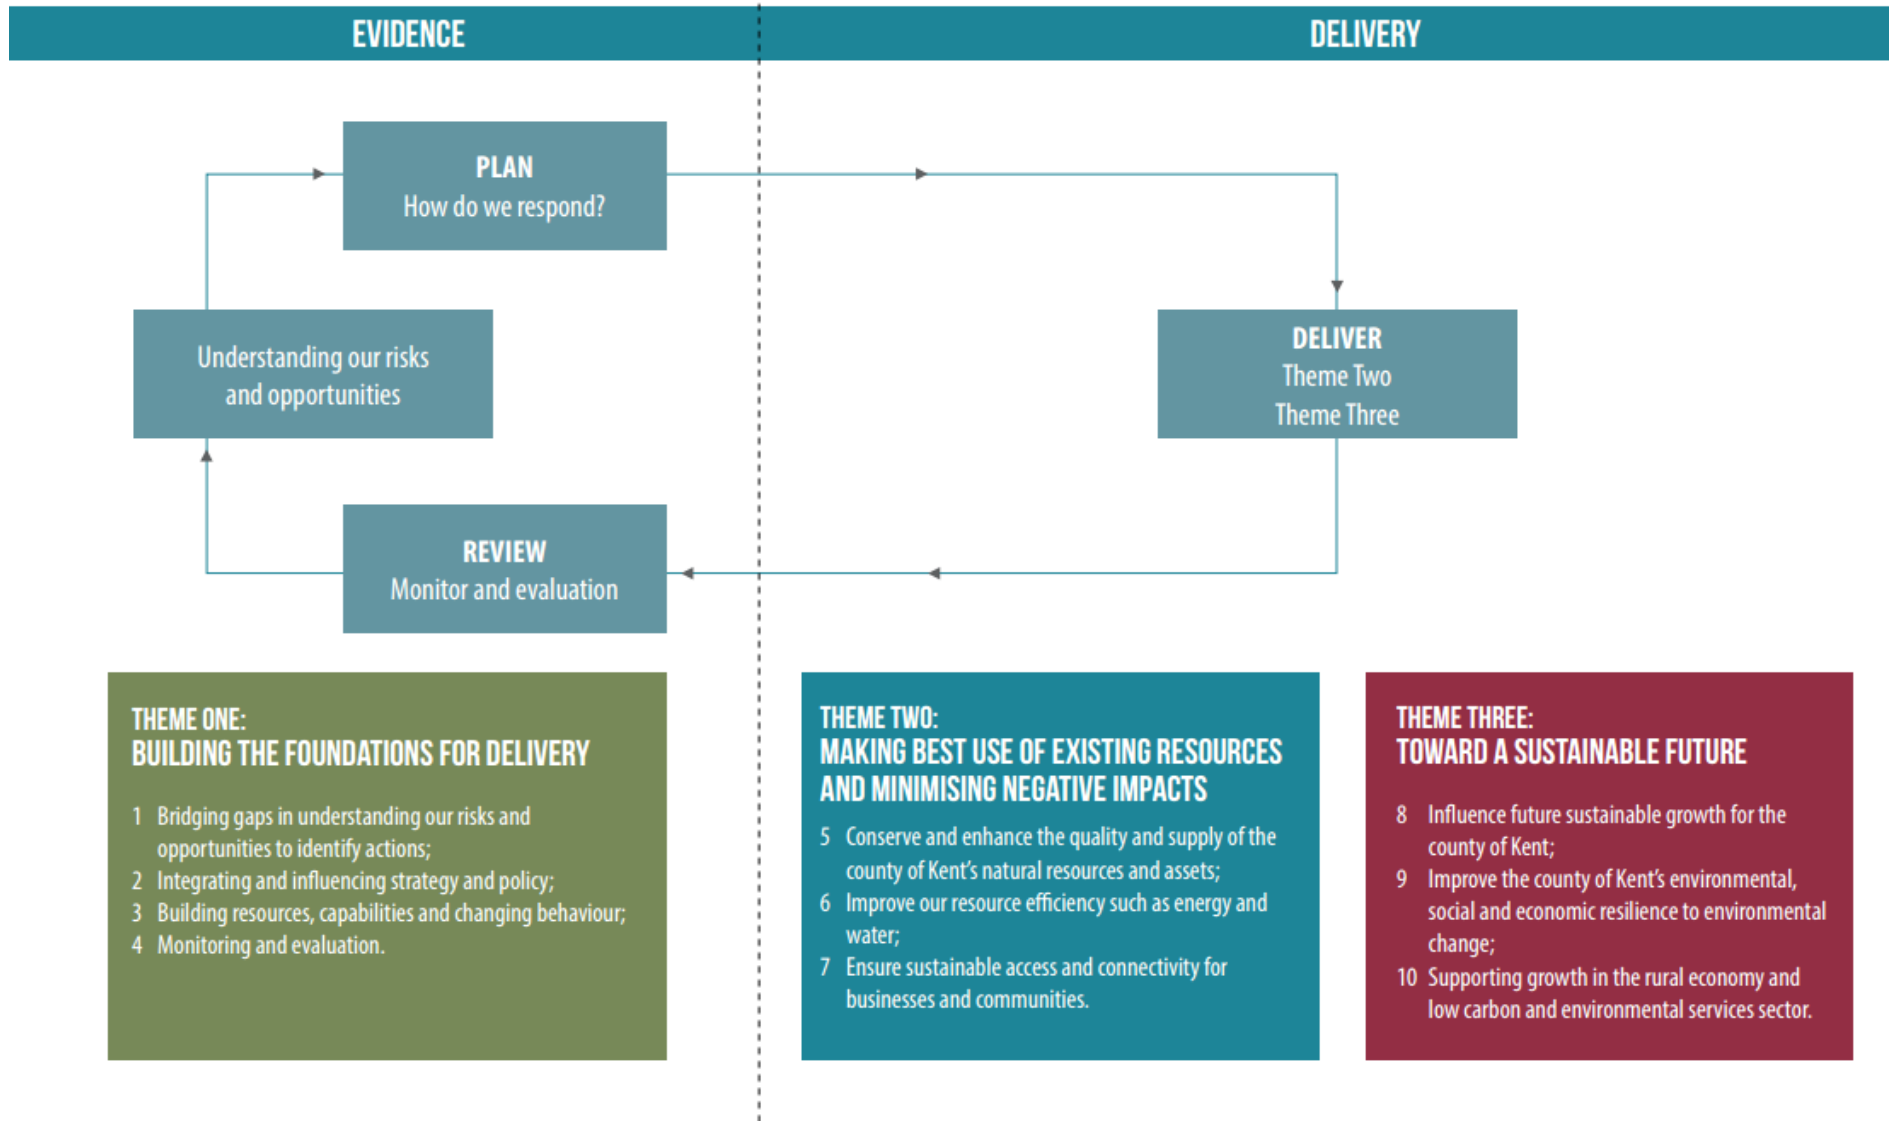 EVIDENCE
DELIVERY
PLAN
How do we respond?
Understanding our risks
and opportunities
DELIVER
Theme Two
Theme Three
REVIEW
Monitor and evaluation
THEME ONE:
BUILDING THE FOUNDATIONS FOR DELIVERY
1 Bridging gaps in understanding our risks and
opportunities to identify actions;
2 Integrating and influencing strategy and policy;
3 Building resources, capabilities and changing behaviour;
4 Monitoring and evaluation.
THEME TWO:
MAKING BEST USE OF EXISTING RESOURCES
AND MINIMISING NEGATIVE IMPACTS
5 Conserve and enhance the quality and supply of the
county of Kent's natural resources and assets;
6 Improve our resource efficiency such as energy and
water;
7 Ensure sustainable access and connectivity for
businesses and communities.
THEME THREE:
TOWARD A SUSTAINABLE FUTURE
8 Influence future sustainable growth for the
county of Kent;
9 Improve the county of Kent's environmental,
social and economic resilience to environmental
change;
10 Supporting growth in the rural economy and
low carbon and environmental services sector.